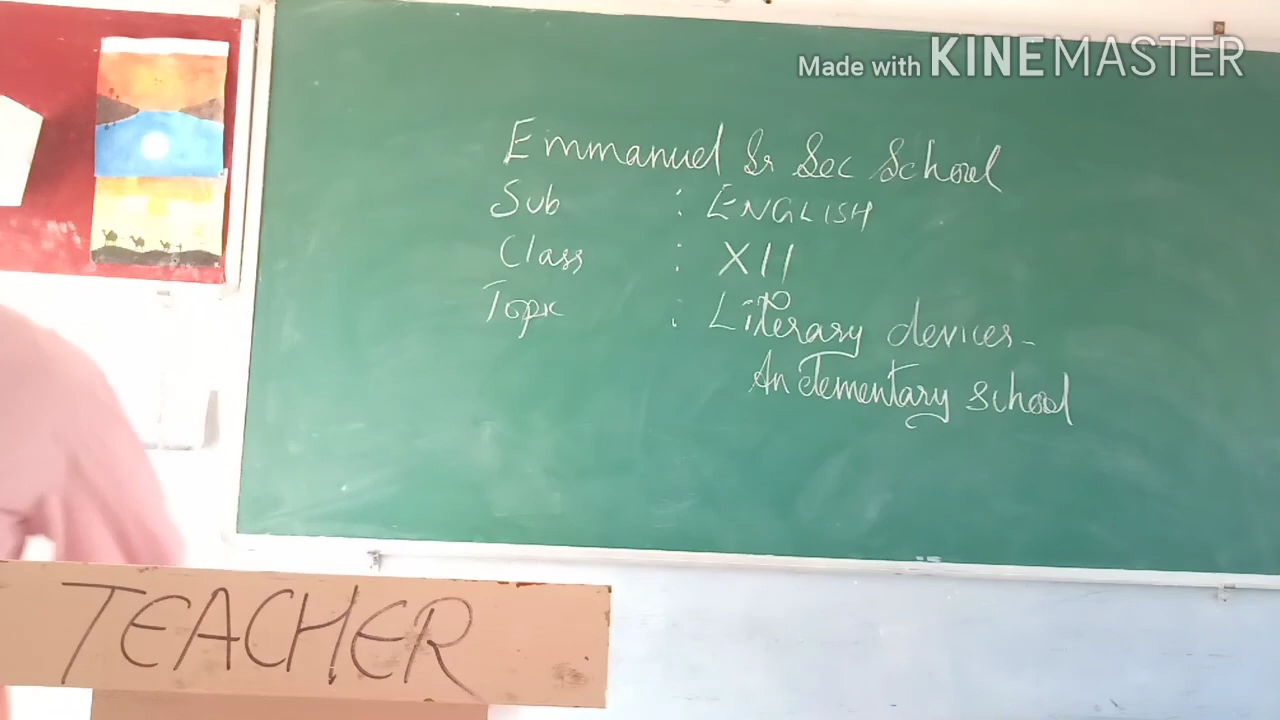 Made with KINEMASTER
Emmanuel Sr Sec School
Sub : ENGLISH
Class : XII
Topic : Literary devices-
An Elementary school
TEACHER